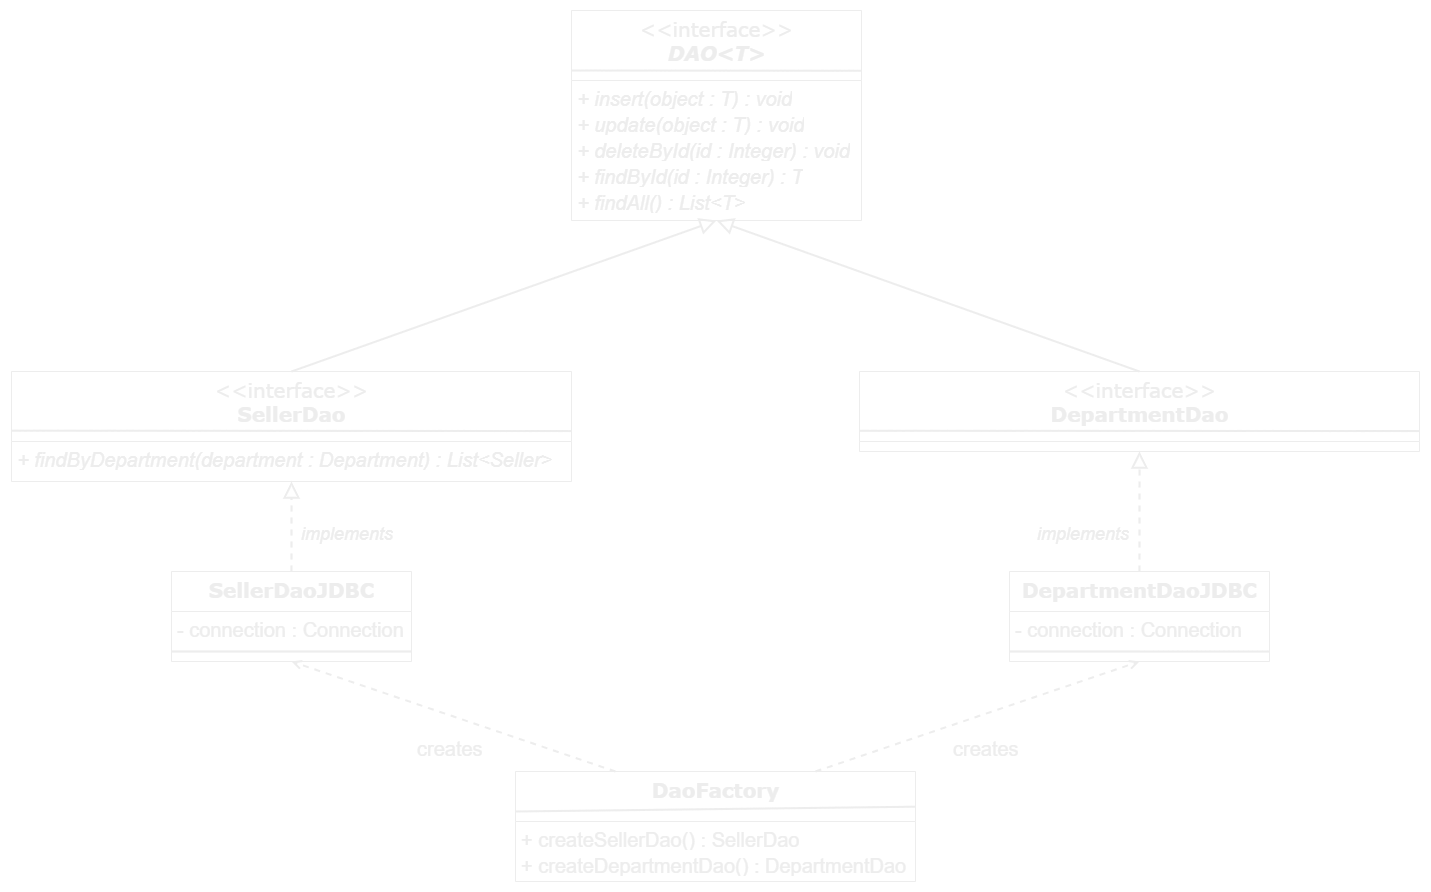 <<interface>>
DAO<T>
+ insert(object : T) : void
+ update(object : T) : void
+ deleteById(id : Integer) : void
+ findById(id : Integer) : T
+ findAll() : List<T>
<<interface>>
SellerDao
+ findByDepartment(department : Department) : List<Seller>
<<interface>>
DepartmentDao
implements
implements
SellerDaoJDBC
- connection : Connection
DepartmentDaoJDBC
- connection : Connection
creates
creates
DaoFactory
+ createSellerDao() : SellerDao
+ createDepartmentDao() : DepartmentDao